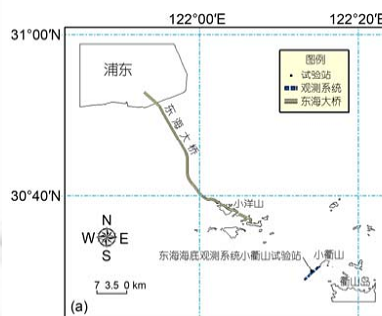 122°00′E
122°20′E
31°00′N
浦东
图例
试验站
观测系统
东海大桥
东海大桥
30°40′N
小洋山
N
W E
S
东海海底观测系统小衢山试验站
小衢山
衢山岛
7 3.5 0 km
(a)